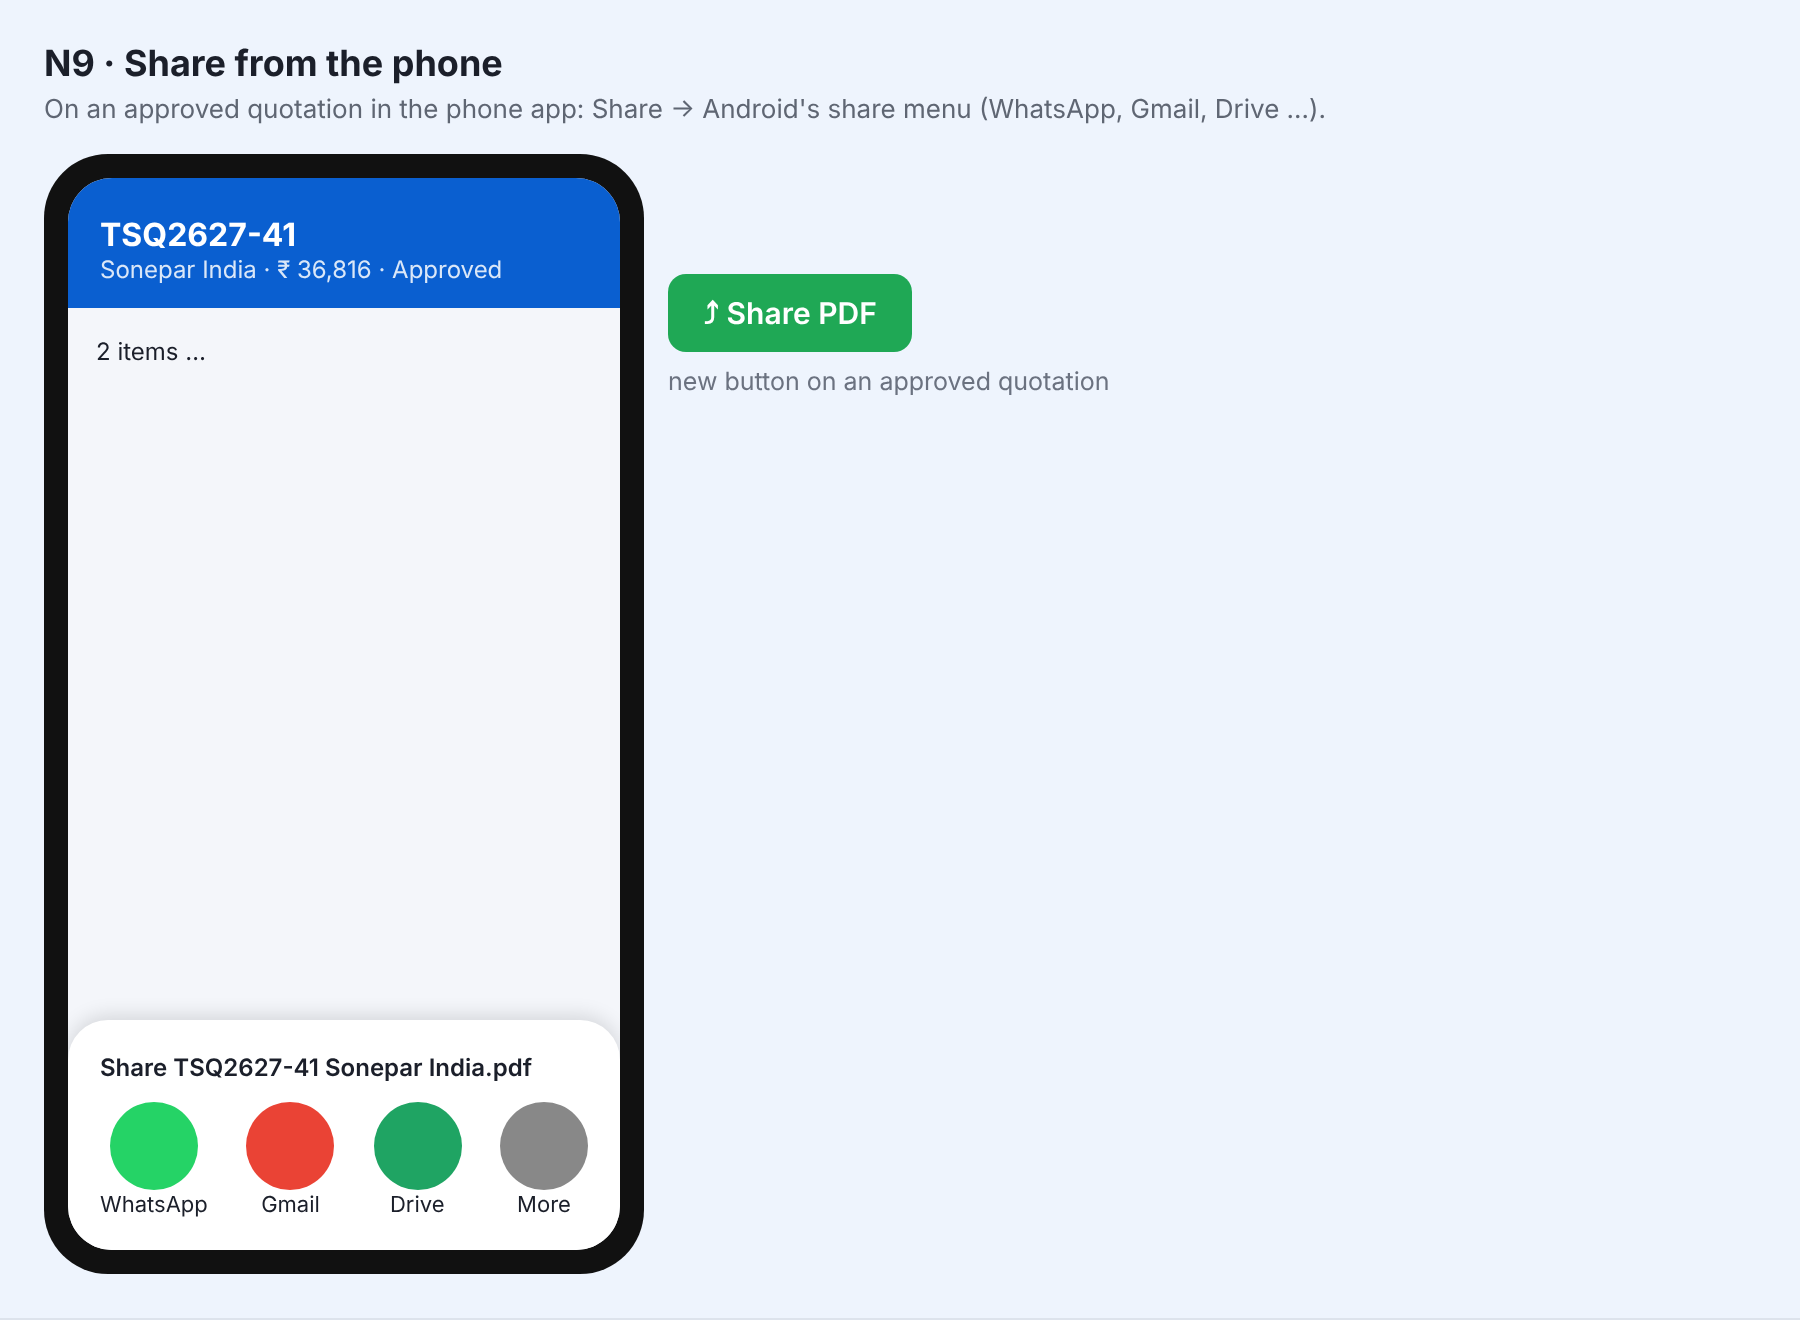 N9 · Share from the phone
On an approved quotation in the phone app: Share → Android's share menu (WhatsApp, Gmail, Drive ...).
TSQ2627-41
Sonepar India · ₹ 36,816 · Approved
2 items ...
⤴ Share PDF
new button on an approved quotation
Share TSQ2627-41 Sonepar India.pdf
WhatsApp Gmail Drive More